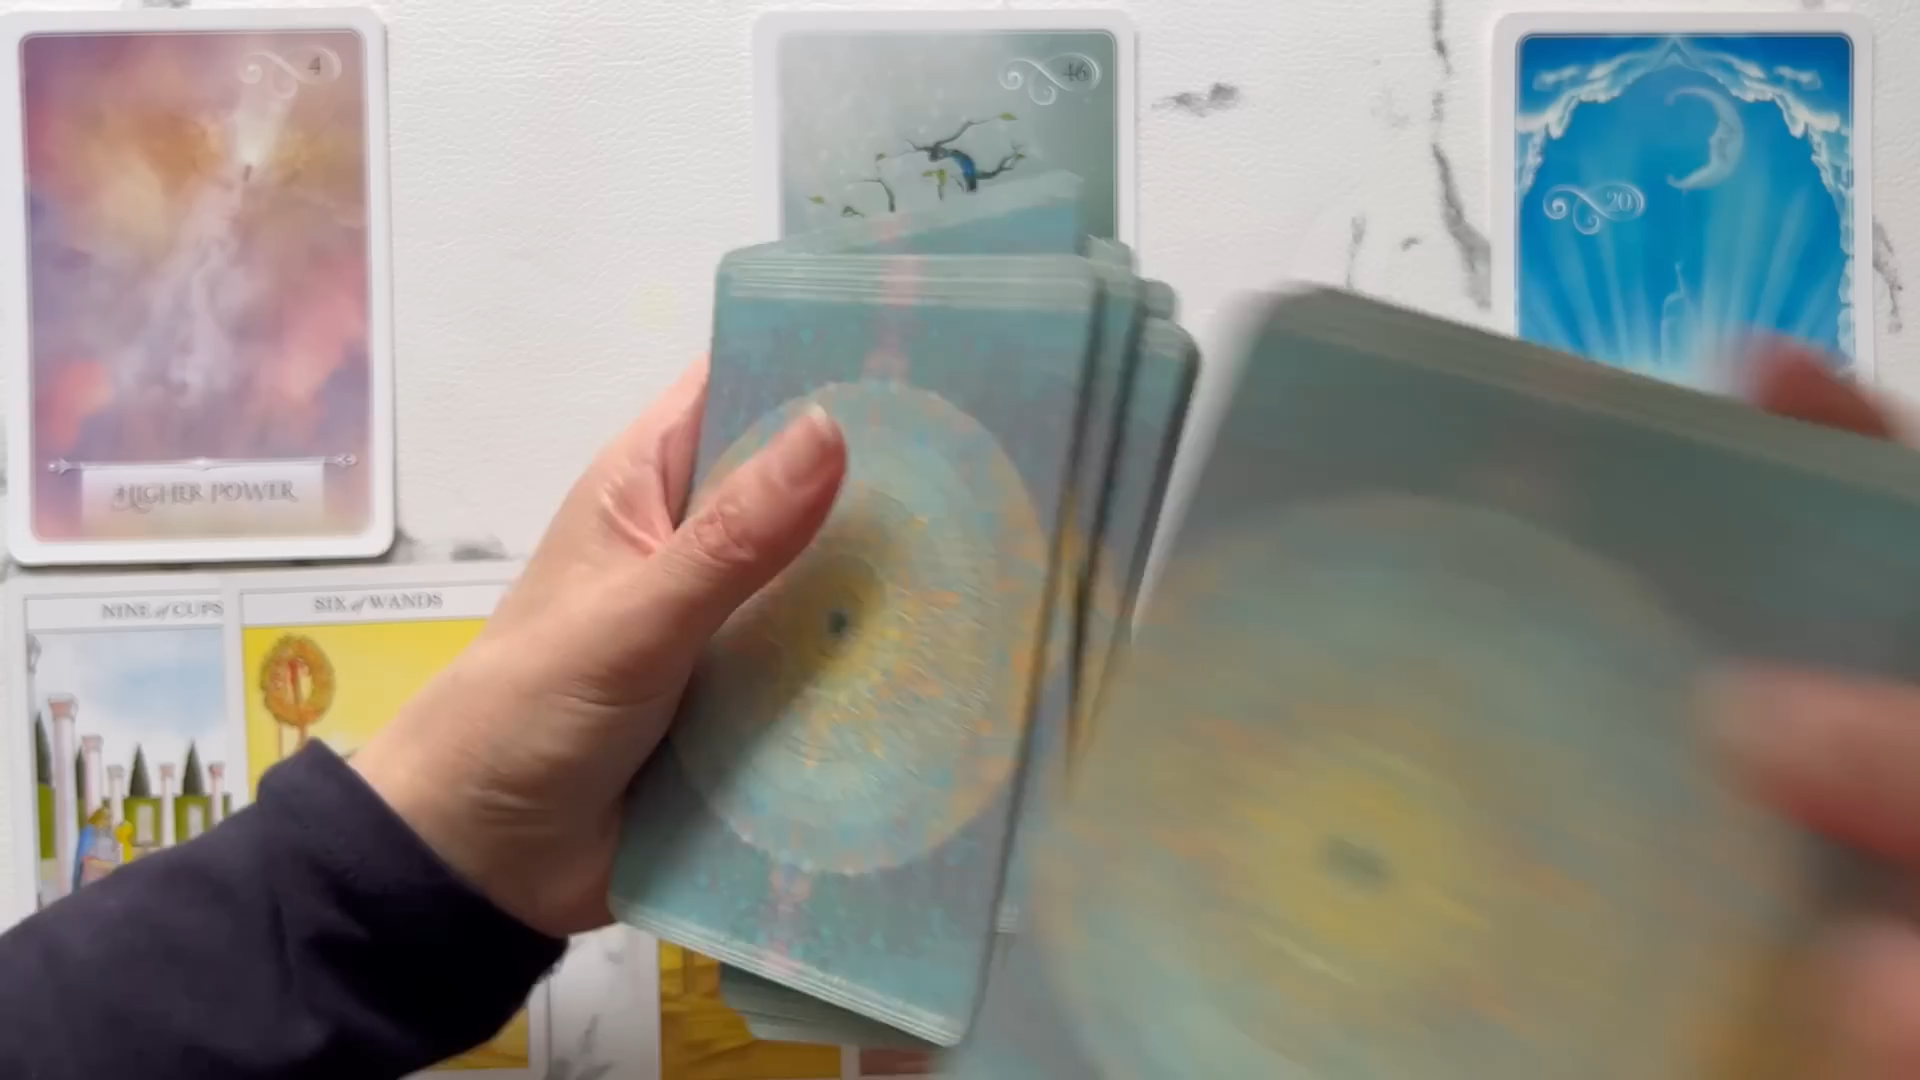 4
46
20
HIGHER POWER
NINE of CUPS
SIX of WANDS